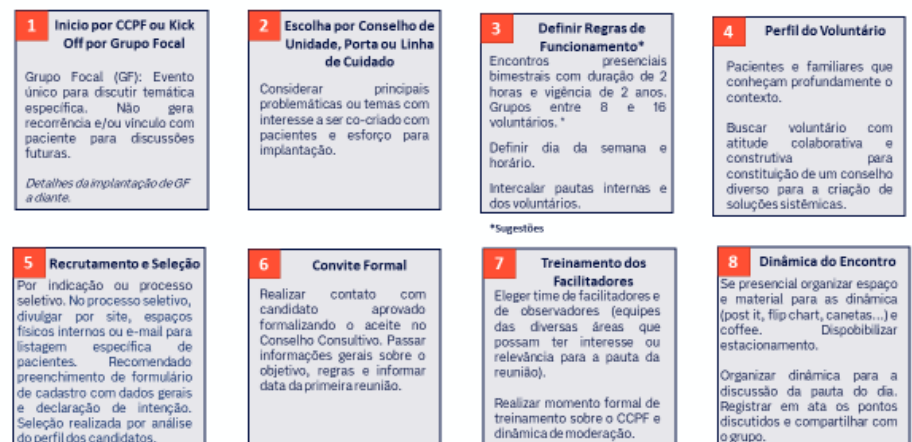 1 Inicio por CCPF ou Kick
Off por Grupo Focal
Grupo Focal (GF): Evento
único para discutir temática
específica. Não gera
recorrência e/ou vínculo com
paciente para discussões
futuras.
Detalhes da implantação de GF
a diante.
2 Escolha por Conselho de
Unidade, Porta ou Linha
de Cuidado
Considerar principais
problemáticas ou temas com
interesse a ser co-criado com
pacientes e esforço para
implantação.
3 Definir Regras de
Funcionamento*
Encontros presenciais
bimestrais com duração de 2
horas e vigência de 2 anos.
Grupos entre 8 e 16
voluntários. *
Definir dia da semana e
horário.
Intercalar pautas internas e
dos voluntários.
*Sugestões
4 Perfil do Voluntário
Pacientes e familiares que
conheçam profundamente o
contexto.
Buscar voluntário com
atitude colaborativa e
construtiva para
constituição de um conselho
diverso para a criação de
soluções sistêmicas.
5 Recrutamento e Seleção
Por indicação ou processo
seletivo. No processo seletivo,
divulgar por site, espaços
físicos internos ou e-mail para
listagem específica de
pacientes. Recomendado
preenchimento de formulário
de cadastro com dados gerais
e declaração de intenção.
Seleção realizada por análise
do perfil dos candidatos.
6 Convite Formal
Realizar contato com
candidato aprovado
formalizando o aceite no
Conselho Consultivo. Passar
informações gerais sobre o
objetivo, regras e informar
data da primeira reunião.
7 Treinamento dos
Facilitadores
Eleger time de facilitadores e
de observadores (equipes
das diversas áreas que
possam ter interesse ou
relevância para a pauta da
reunião).
Realizar momento formal de
treinamento sobre o CCPF e
dinâmica de moderação.
8 Dinâmica do Encontro
Se presencial organizar espaço
e material para as dinâmica
(post it, flip chart, canetas...) e
coffee. Dispobibilizar
estacionamento.
Organizar dinâmica para a
discussão da pauta do dia.
Registrar em ata os pontos
discutidos e compartilhar com
o grupo.